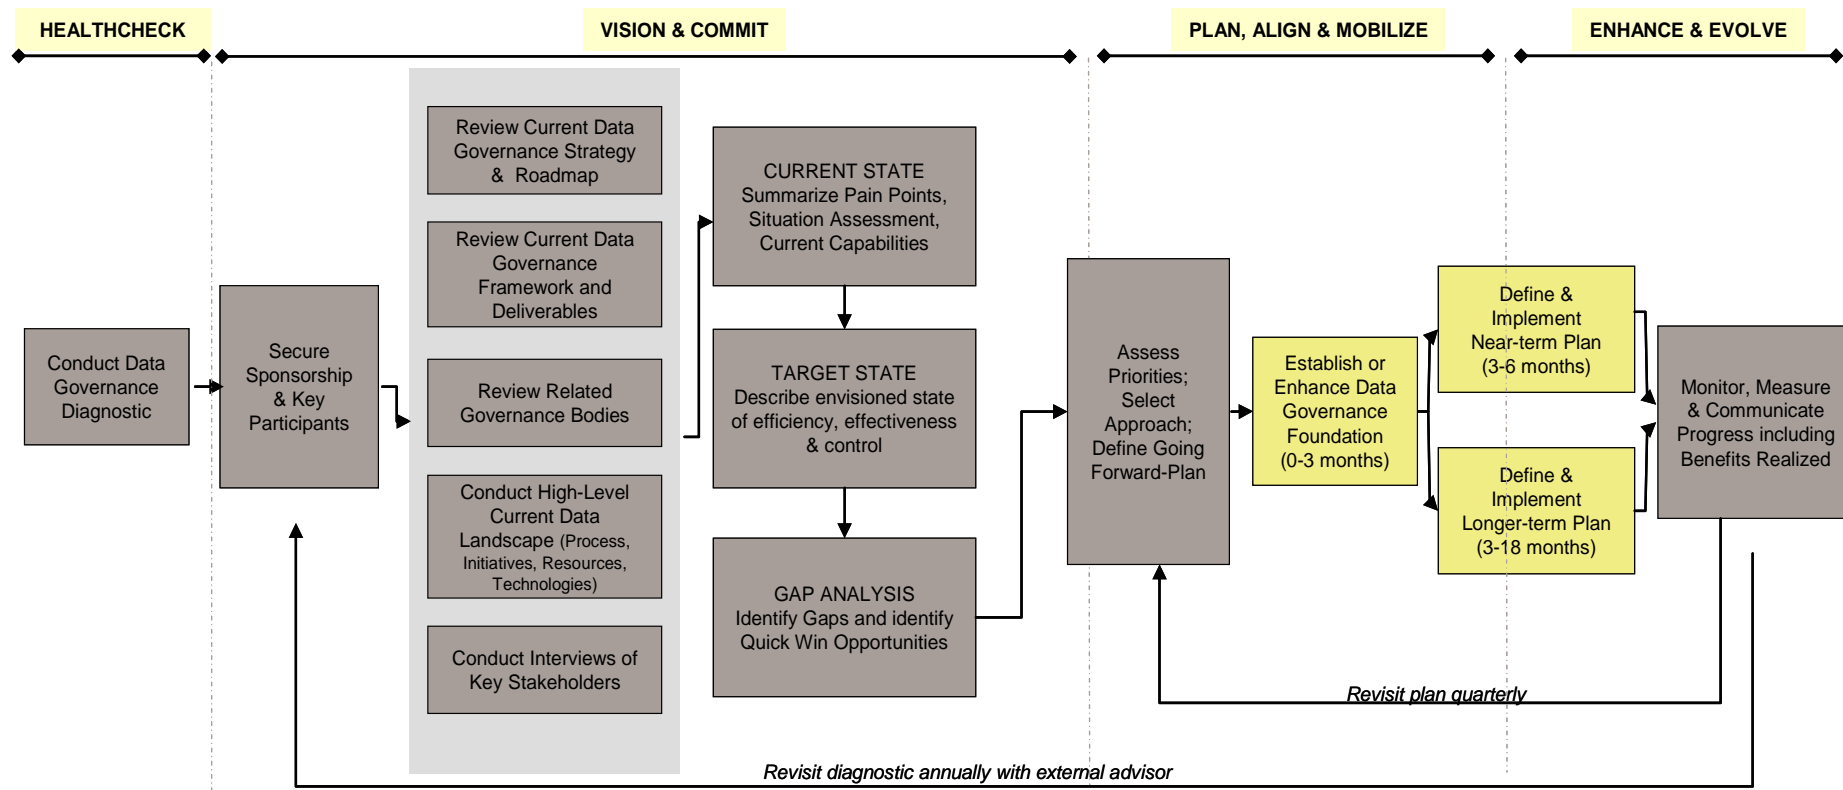 HEALTHCHECK
VISION & COMMIT
PLAN, ALIGN & MOBILIZE
ENHANCE & EVOLVE
Conduct Data
Governance
Diagnostic
Secure
Sponsorship
& Key
Participants
Review Current Data
Governance Strategy
& Roadmap
Review Current Data
Governance
Framework and
Deliverables
Review Related
Governance Bodies
Conduct High-Level
Current Data
Landscape (Process,
Initiatives, Resources,
Technologies)
Conduct Interviews of
Key Stakeholders
CURRENT STATE
Summarize Pain Points,
Situation Assessment,
Current Capabilities
TARGET STATE
Describe envisioned state
of efficiency, effectiveness
& control
GAP ANALYSIS
Identify Gaps and identify
Quick Win Opportunities
Assess
Priorities;
Select
Approach;
Define Going
Forward-Plan
Establish or
Enhance Data
Governance
Foundation
(0-3 months)
Define &
Implement
Near-term Plan
(3-6 months)
Define &
Implement
Longer-term Plan
(3-18 months)
Monitor, Measure
& Communicate
Progress including
Benefits Realized
Revisit plan quarterly
Revisit diagnostic annually with external advisor